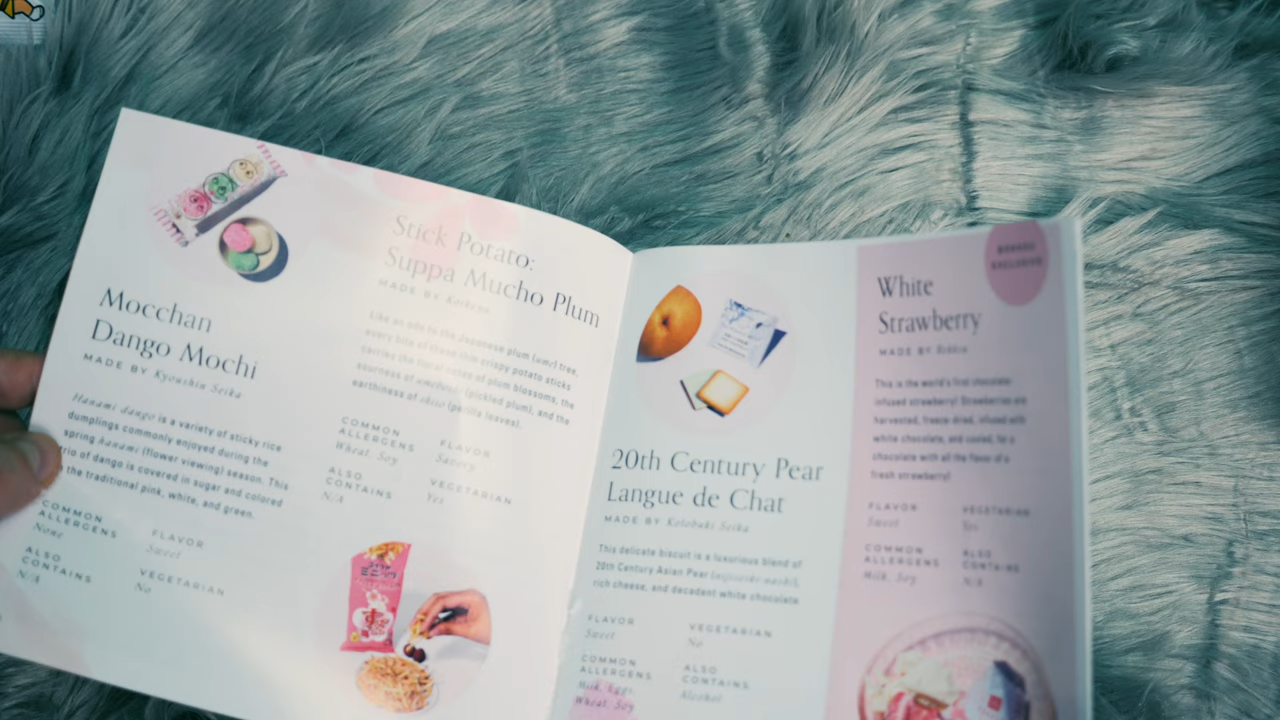 Mocchan
Dango Mochi
MADE BY Kyoushin Seika
Hanami dango is a variety of sticky rice
dumplings commonly enjoyed during the
spring hanami (flower viewing) season. This
trio of dango is covered in sugar and colored
the traditional pink, white, and green.
COMMON
ALLERGENS
None
FLAVOR
Sweet
ALSO
CONTAINS
N/A
VEGETARIAN
No
Stick Potato:
Suppa Mucho Plum
MADE BY Koikeya
Like an ode to the Japanese plum (ume) tree,
every bite of these thin crispy potato sticks
carries the floral notes of plum blossoms, the
sourness of umeboshi (pickled plum), and the
earthiness of shiso (perilla leaves).
COMMON
ALLERGENS
Wheat, Soy
FLAVOR
Savory
ALSO
CONTAINS
N/A
VEGETARIAN
Yes
20th Century Pear
Langue de Chat
MADE BY Kotobuki Seika
This delicate biscuit is a luxurious blend of
20th Century Asian Pear (nijisseiki nashi),
rich cheese, and decadent white chocolate.
FLAVOR
Sweet
VEGETARIAN
No
COMMON
ALLERGENS
Milk, Eggs,
Wheat, Soy
ALSO
CONTAINS
Alcohol
BOKKSU
EXCLUSIVE
White
Strawberry
MADE BY Bokksu
This is the world's first chocolate-
infused strawberry! Strawberries are
harvested, freeze-dried, infused with
white chocolate, and cooled, for a
chocolate with all the flavor of a
fresh strawberry!
FLAVOR
Sweet
VEGETARIAN
Yes
COMMON
ALLERGENS
Milk, Soy
ALSO
CONTAINS
N/A